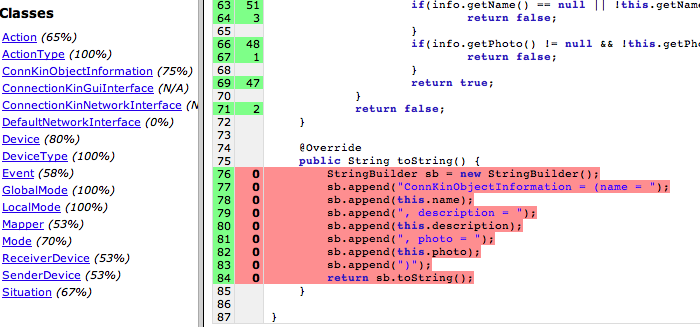 Classes
Action (65%)
ActionType (100%)
ConnKinObjectInformation (75%)
ConnectionKinGuiInterface (N/A)
ConnectionKinNetworkInterface (N
DefaultNetworkInterface (0%)
Device (80%)
DeviceType (100%)
Event (58%)
GlobalMode (100%)
LocalMode (100%)
Mapper (53%)
Mode (70%)
ReceiverDevice (53%)
SenderDevice (53%)
Situation (67%)
63 51 if(info.getName() == null || !this.getNam
64 3 return false;
65 }
66 48 if(info.getPhoto() != null && !this.getPho
67 1 return false;
68 }
69 47 return true;
70 }
71 2 return false;
72 }
73
74 @Override
75 public String toString() {
76 0 StringBuilder sb = new StringBuilder();
77 0 sb.append("ConnKinObjectInformation = (name = ");
78 0 sb.append(this.name);
79 0 sb.append(", description = ");
80 0 sb.append(this.description);
81 0 sb.append(", photo = ");
82 0 sb.append(this.photo);
83 0 sb.append(")");
84 0 return sb.toString();
85 }
86
87 }